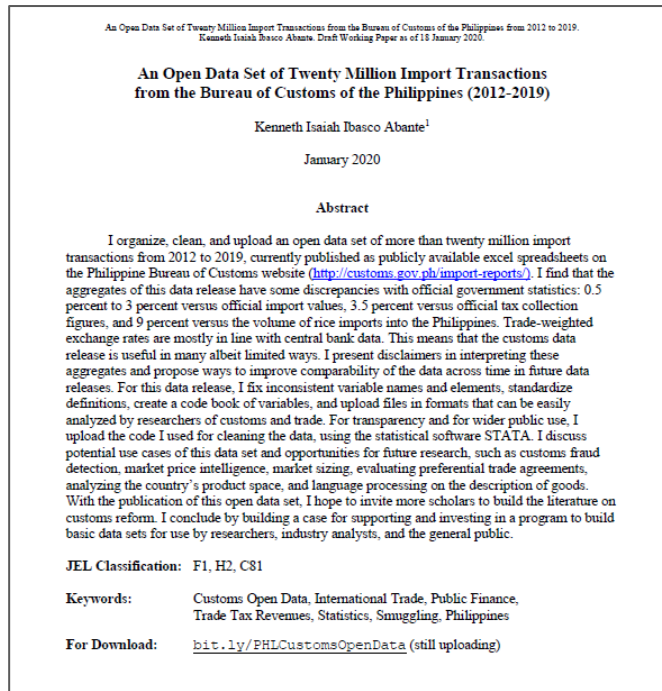 An Open Data Set of Twenty Million Import Transactions from the Bureau of Customs of the Philippines from 2012 to 2019.
Kenneth Isaiah Ibasco Abante. Draft Working Paper as of 18 January 2020.
An Open Data Set of Twenty Million Import Transactions
from the Bureau of Customs of the Philippines (2012-2019)
Kenneth Isaiah Ibasco Abante1
January 2020
Abstract
I organize, clean, and upload an open data set of more than twenty million import
transactions from 2012 to 2019, currently published as publicly available excel spreadsheets on
the Philippine Bureau of Customs website (http://customs.gov.ph/import-reports/). I find that the
aggregates of this data release have some discrepancies with official government statistics: 0.5
percent to 3 percent versus official import values, 3.5 percent versus official tax collection
figures, and 9 percent versus the volume of rice imports into the Philippines. Trade-weighted
exchange rates are mostly in line with central bank data. This means that the customs data
release is useful in many albeit limited ways. I present disclaimers in interpreting these
aggregates and propose ways to improve comparability of the data across time in future data
releases. For this data release, I fix inconsistent variable names and elements, standardize
definitions, create a code book of variables, and upload files in formats that can be easily
analyzed by researchers of customs and trade. For transparency and for wider public use, I
upload the code I used for cleaning the data, using the statistical software STATA. I discuss
potential use cases of this data set and opportunities for future research, such as customs fraud
detection, market price intelligence, market sizing, evaluating preferential trade agreements,
analyzing the country's product space, and language processing on the description of goods.
With the publication of this open data set, I hope to invite more scholars to build the literature on
customs reform. I conclude by building a case for supporting and investing in a program to build
basic data sets for use by researchers, industry analysts, and the general public.
JEL Classification: F1, H2, C81
Keywords: Customs Open Data, International Trade, Public Finance,
Trade Tax Revenues, Statistics, Smuggling, Philippines
For Download: bit.ly/PHLCustomsOpenData (still uploading)